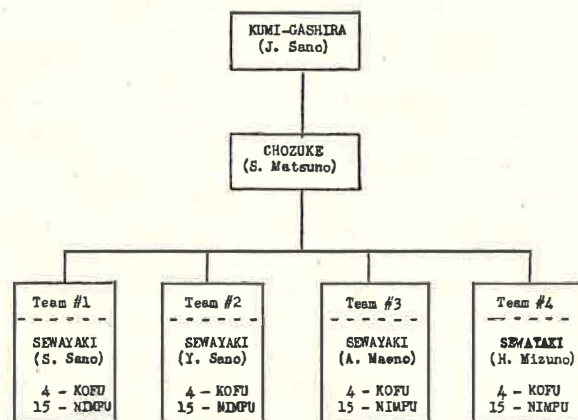 KUMI-GASHIRA
(J. Sano)
CHOZUKE
(S. Matsuno)
Team #1
SEWAYAKI
(S. Sano)
4 - KOFU
15 - NIMPU
Team #2
SEWAYAKI
(Y. Sano)
4 - KOFU
15 - NIMPU
Team #3
SEWAYAKI
(A. Maeno)
4 - KOFU
15 - NIMPU
Team #4
SEWAYAKI
(H. Mizuno)
4 - KOFU
15 - NIMPU